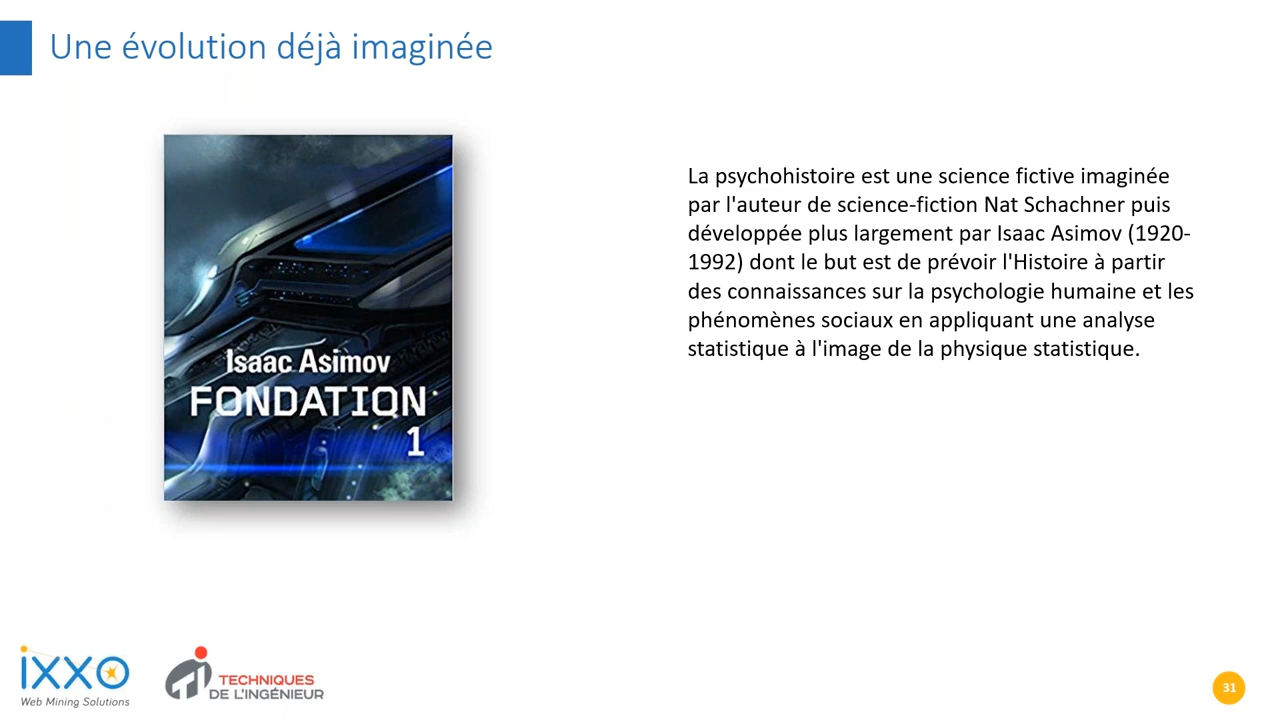 Une évolution déjà imaginée
Isaac Asimov
FONDATION
1
La psychohistoire est une science fictive imaginée
par l'auteur de science-fiction Nat Schachner puis
développée plus largement par Isaac Asimov (1920-
1992) dont le but est de prévoir l'Histoire à partir
des connaissances sur la psychologie humaine et les
phénomènes sociaux en appliquant une analyse
statistique à l'image de la physique statistique.
ixxo
Web Mining Solutions
TECHNIQUES
DE L'INGÉNIEUR
31